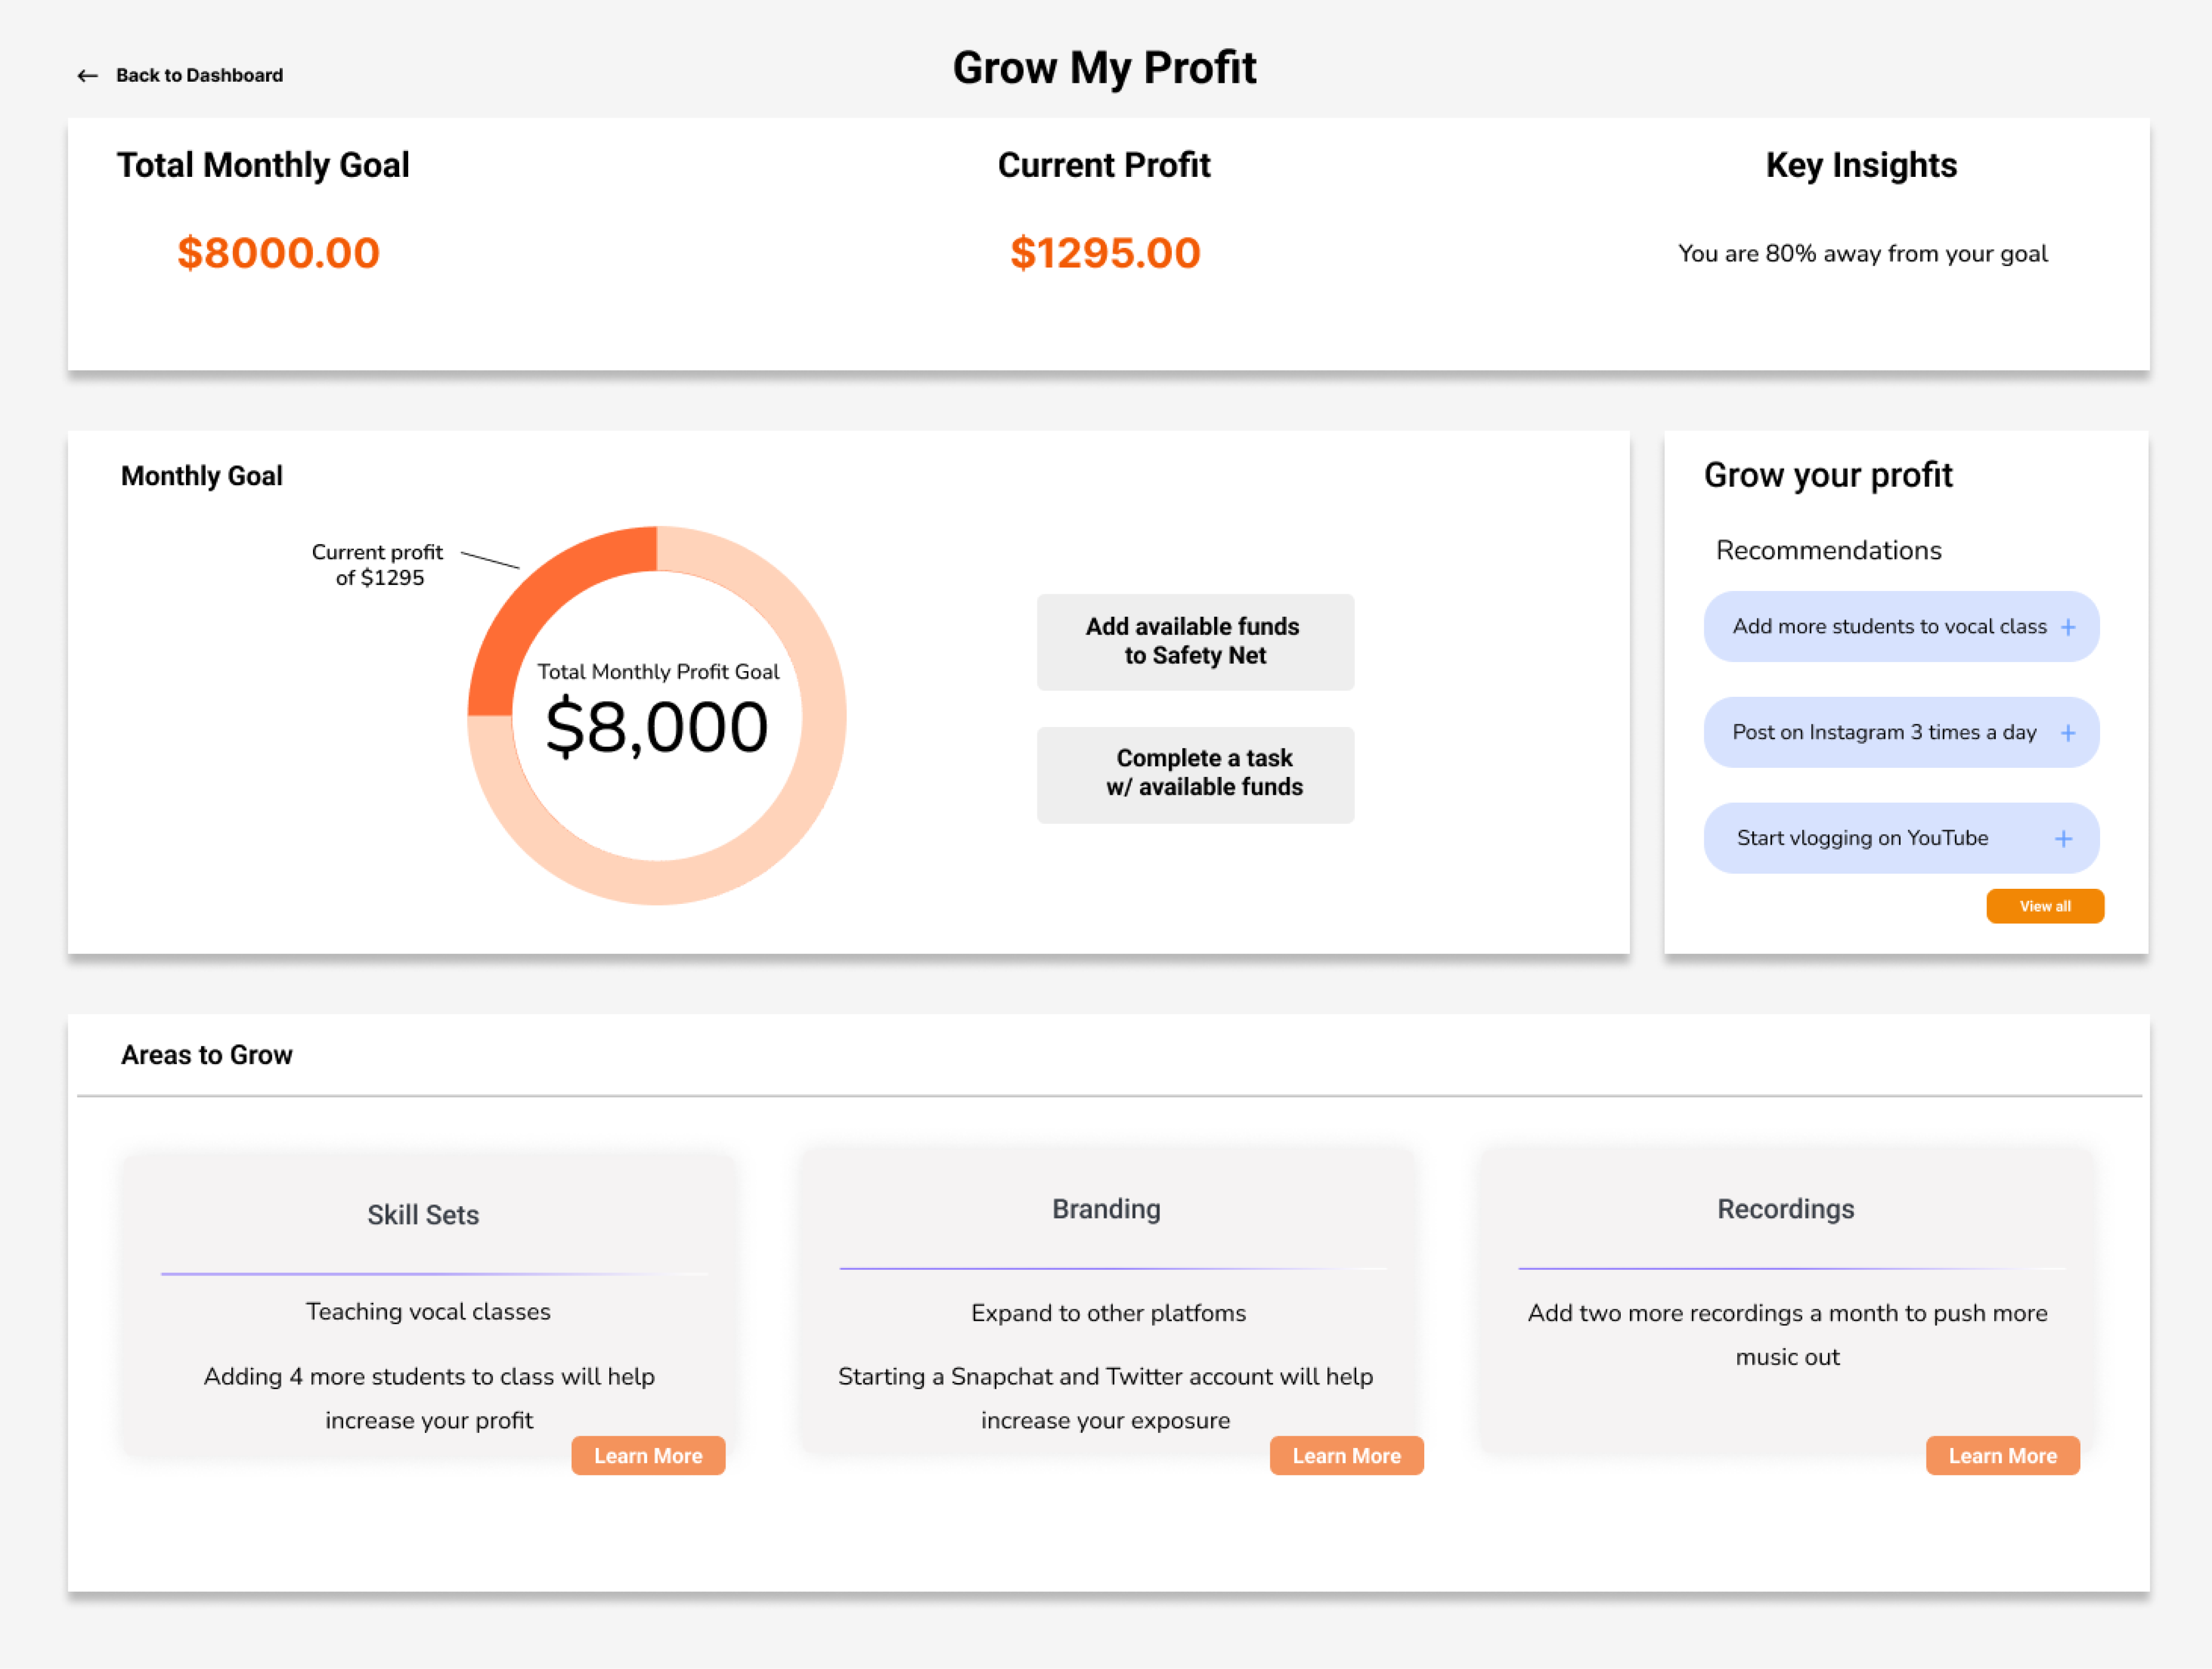 ← Back to Dashboard
Grow My Profit
Total Monthly Goal
$8000.00
Current Profit
$1295.00
Key Insights
You are 80% away from your goal
Monthly Goal
Current profit
of $1295
Total Monthly Profit Goal
$8,000
Add available funds
to Safety Net
Complete a task
w/ available funds
Grow your profit
Recommendations
Add more students to vocal class +
Post on Instagram 3 times a day +
Start vlogging on YouTube +
View all
Areas to Grow
Skill Sets
Teaching vocal classes
Adding 4 more students to class will help
increase your profit
Learn More
Branding
Expand to other platfoms
Starting a Snapchat and Twitter account will help
increase your exposure
Learn More
Recordings
Add two more recordings a month to push more
music out
Learn More